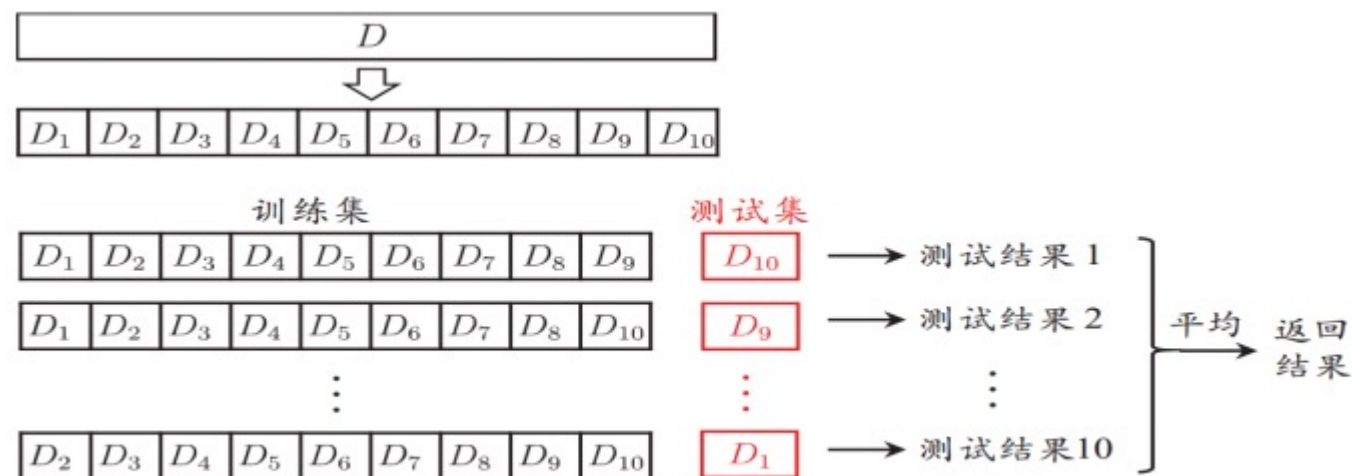 D
D₁ D₂ D₃ D₄ D₅ D₆ D₇ D₈ D₉ D₁₀
训练集 测试集
D₁ D₂ D₃ D₄ D₅ D₆ D₇ D₈ D₉ D₁₀ 测试结果 1
D₁ D₂ D₃ D₄ D₅ D₆ D₇ D₈ D₁₀ D₉ 测试结果 2
平均 返回
结果
⋮ ⋮ ⋮
D₂ D₃ D₄ D₅ D₆ D₇ D₈ D₉ D₁₀ D₁ 测试结果10